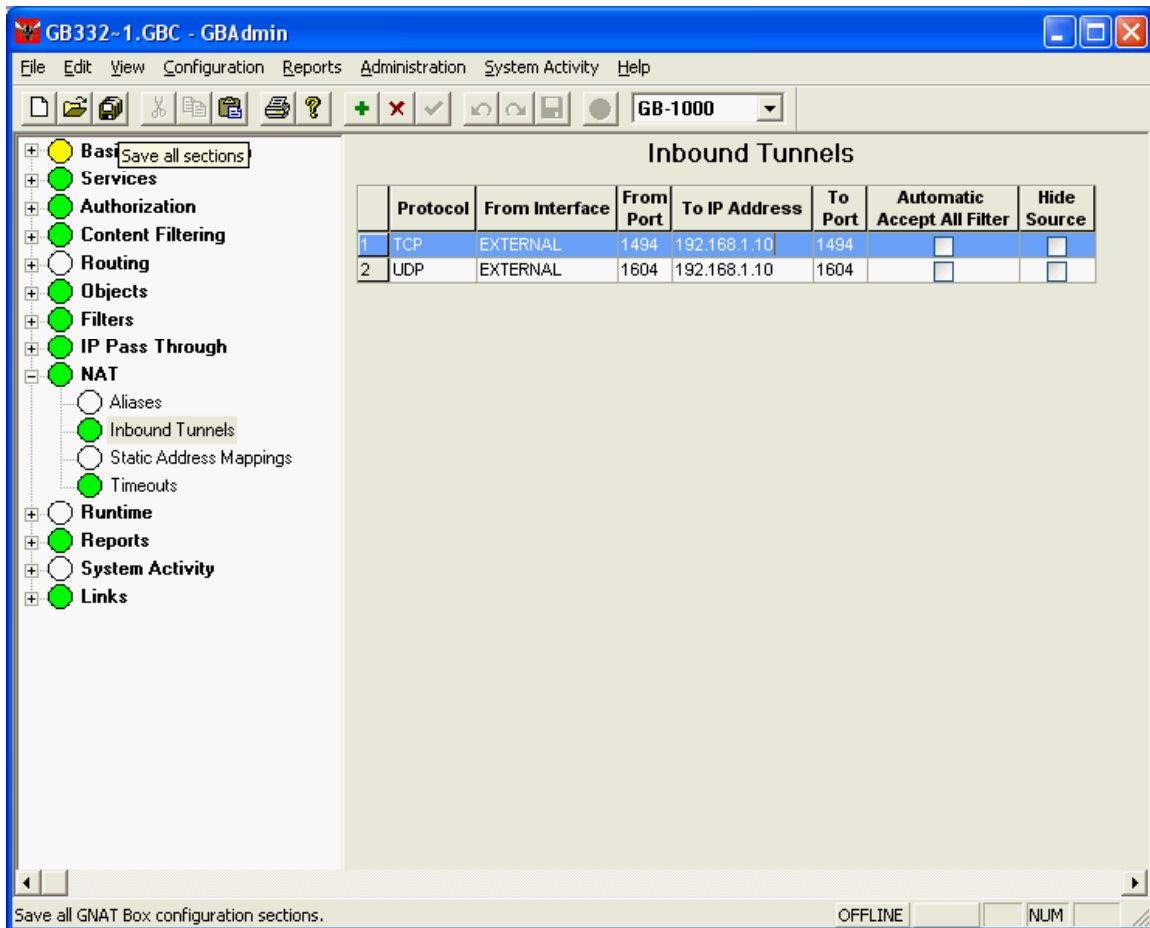 GB332~1.GBC - GBAdmin
File Edit View Configuration Reports Administration System Activity Help
GB-1000
Basi
Save all sections
Services
Authorization
Content Filtering
Routing
Objects
Filters
IP Pass Through
NAT
Aliases
Inbound Tunnels
Static Address Mappings
Timeouts
Runtime
Reports
System Activity
Links
Inbound Tunnels
Protocol From Interface From Port To IP Address To Port Automatic Accept All Filter Hide Source
1 TCP EXTERNAL 1494 192.168.1.10 1494
2 UDP EXTERNAL 1604 192.168.1.10 1604
Save all GNAT Box configuration sections. OFFLINE NUM